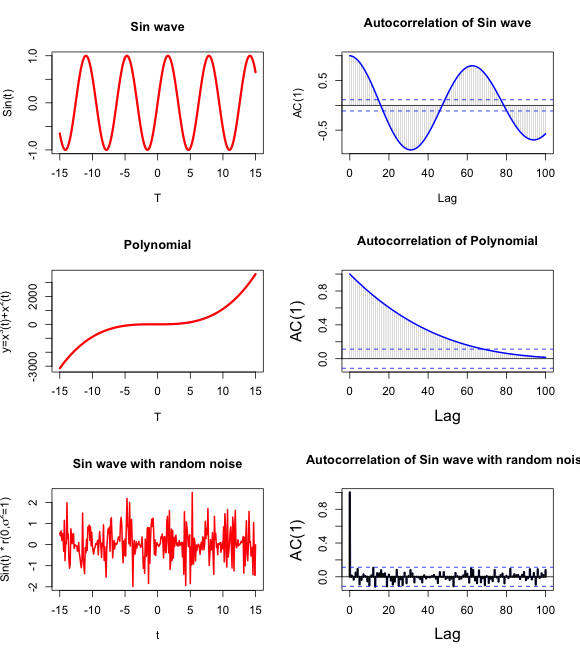 Sin wave
Autocorrelation of Sin wave
Sin(t)
-1.0 0.0 1.0
-15 -10 -5 0 5 10 15
T
AC(1)
-0.5 0.5
0 20 40 60 80 100
Lag
Polynomial
Autocorrelation of Polynomial
y=x³(t)+x²(t)
-3000 0 2000
-15 -10 -5 0 5 10 15
T
AC(1)
0.0 0.4 0.8
0 20 40 60 80 100
Lag
Sin wave with random noise
Autocorrelation of Sin wave with random nois
Sin(t) * r(0,σ²=1)
-2 -1 0 1 2
-15 -10 -5 0 5 10 15
t
AC(1)
0.0 0.4 0.8
0 20 40 60 80 100
Lag